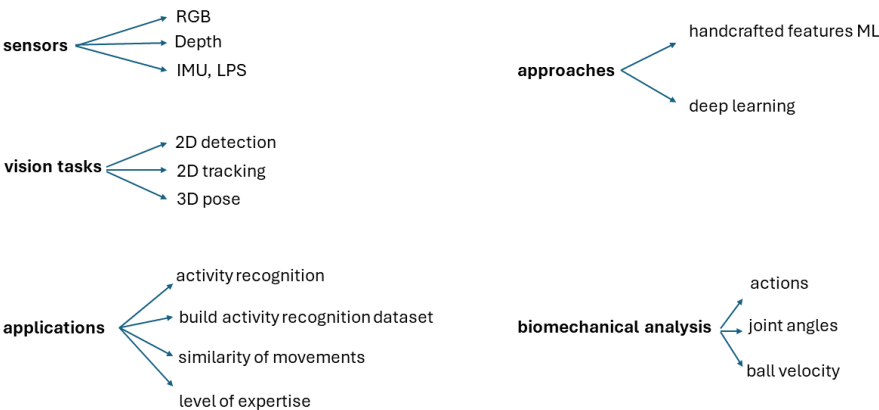 sensors
RGB
Depth
IMU, LPS
approaches
handcrafted features ML
deep learning
vision tasks
2D detection
2D tracking
3D pose
applications
activity recognition
build activity recognition dataset
similarity of movements
level of expertise
biomechanical analysis
actions
joint angles
ball velocity